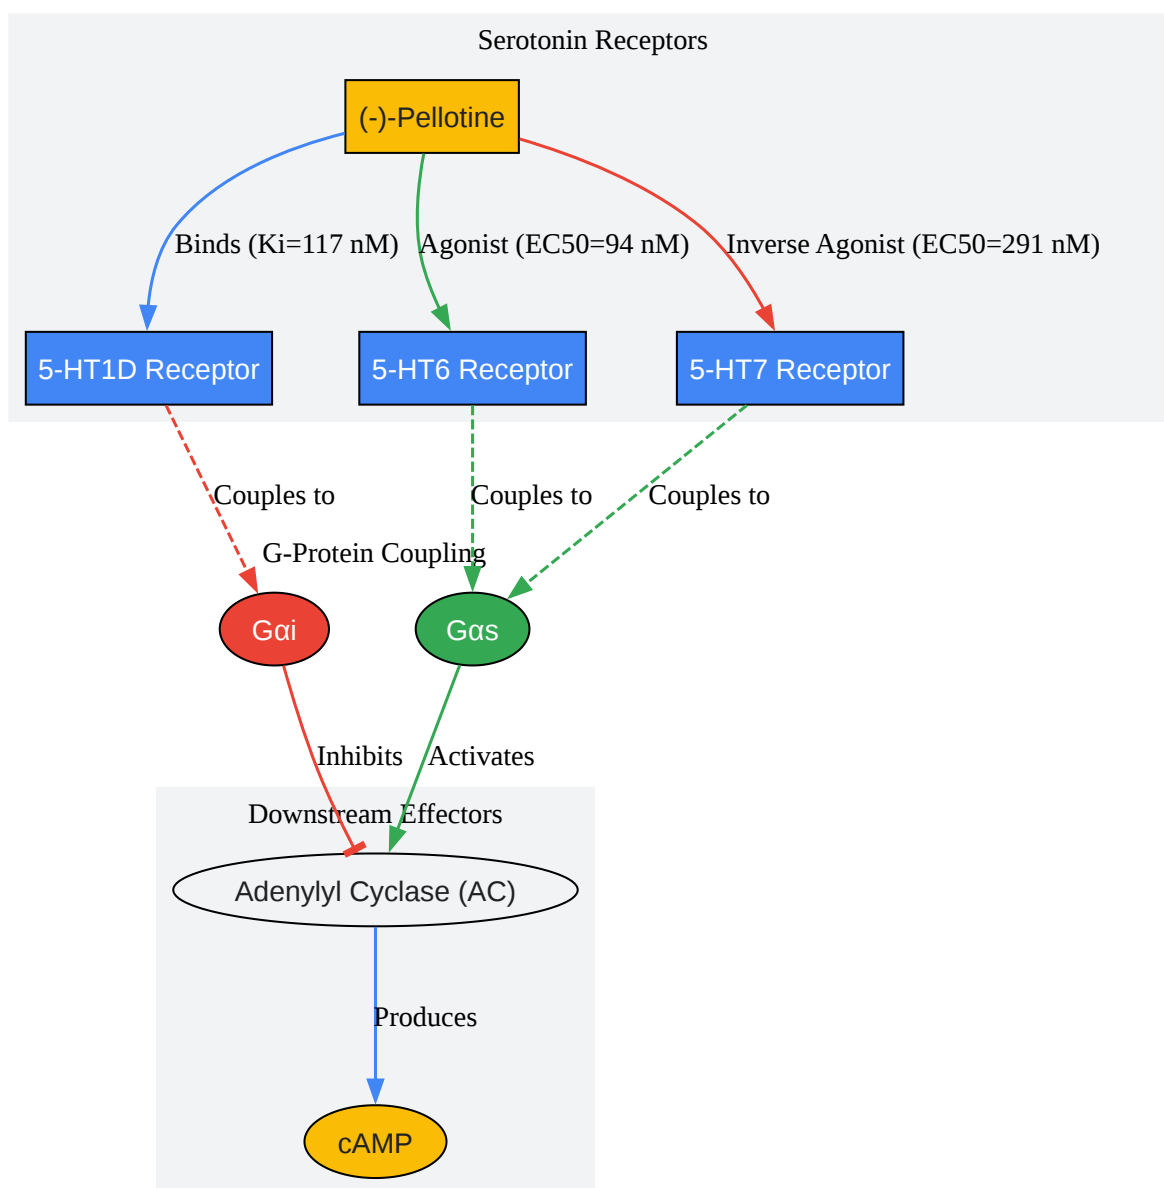 Serotonin Receptors
(-)-Pellotine
Binds (Ki=117 nM)
Agonist (EC50=94 nM)
Inverse Agonist (EC50=291 nM)
5-HT1D Receptor
5-HT6 Receptor
5-HT7 Receptor
Couples to
Couples to
Couples to
G-Protein Coupling
Gαi
Gαs
Inhibits
Activates
Downstream Effectors
Adenylyl Cyclase (AC)
Produces
cAMP